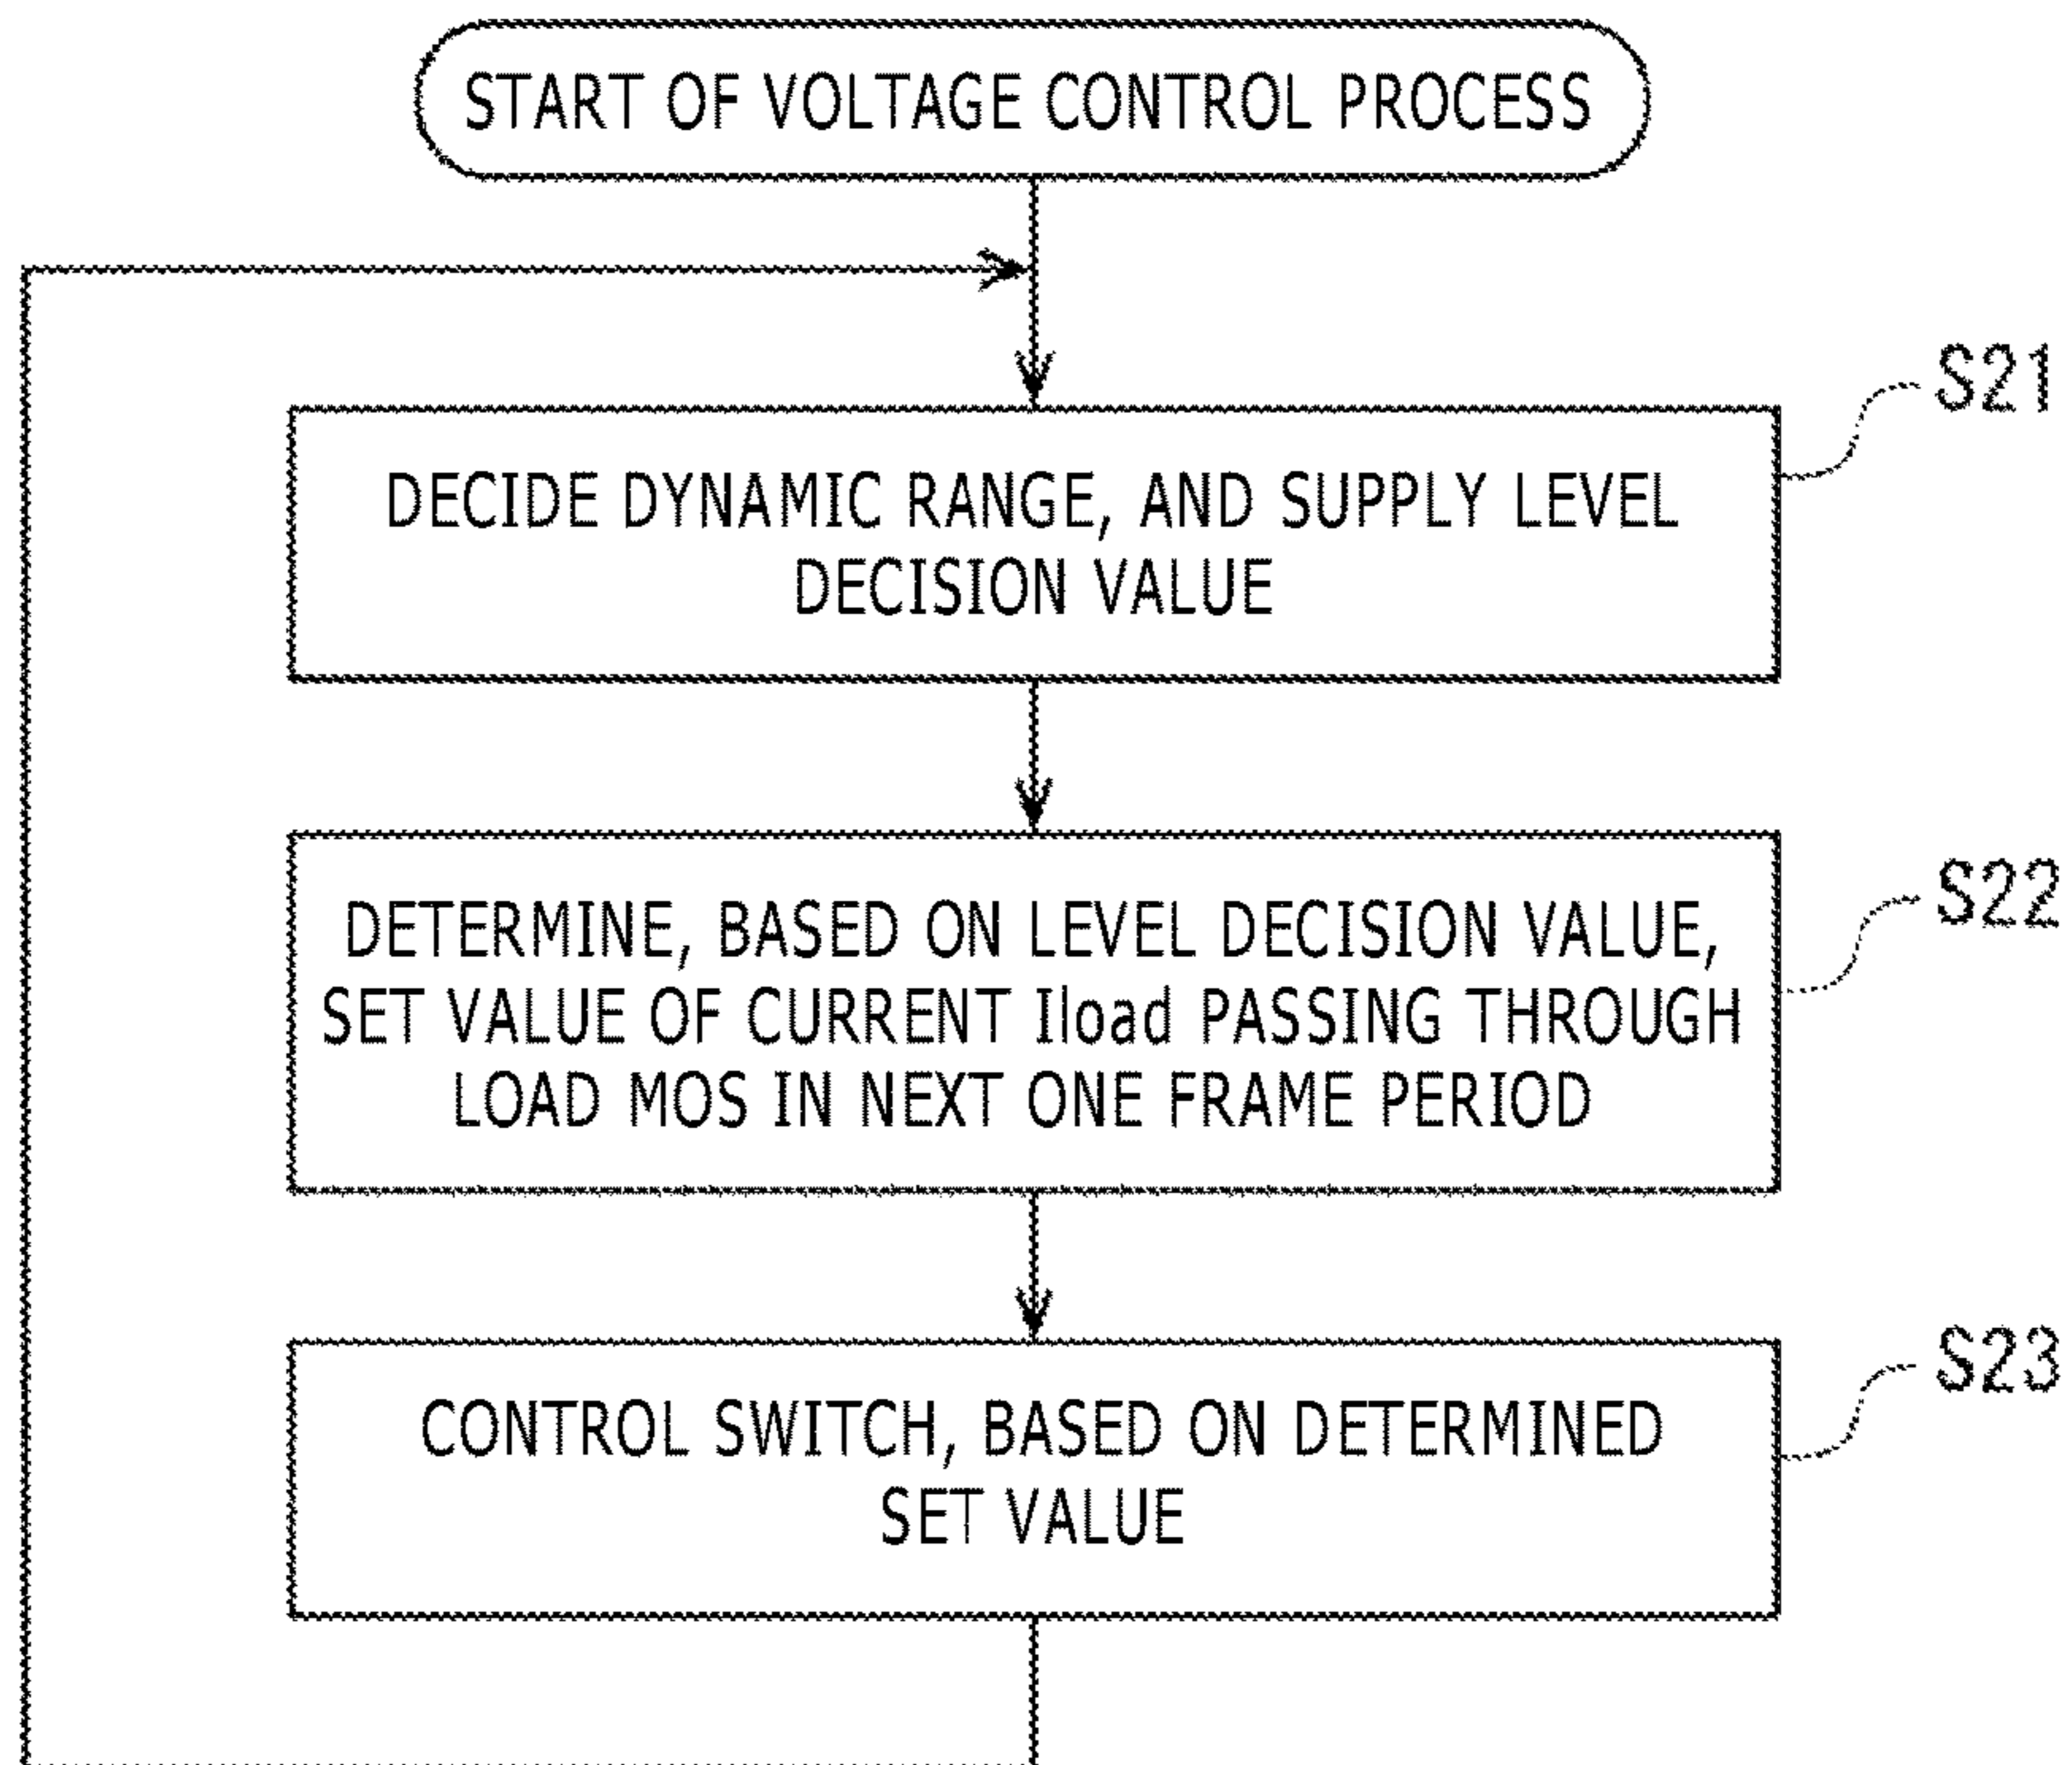 START OF VOLTAGE CONTROL PROCESS
S21
DECIDE DYNAMIC RANGE, AND SUPPLY LEVEL
DECISION VALUE
S22
DETERMINE, BASED ON LEVEL DECISION VALUE,
SET VALUE OF CURRENT Iload PASSING THROUGH
LOAD MOS IN NEXT ONE FRAME PERIOD
S23
CONTROL SWITCH, BASED ON DETERMINED
SET VALUE